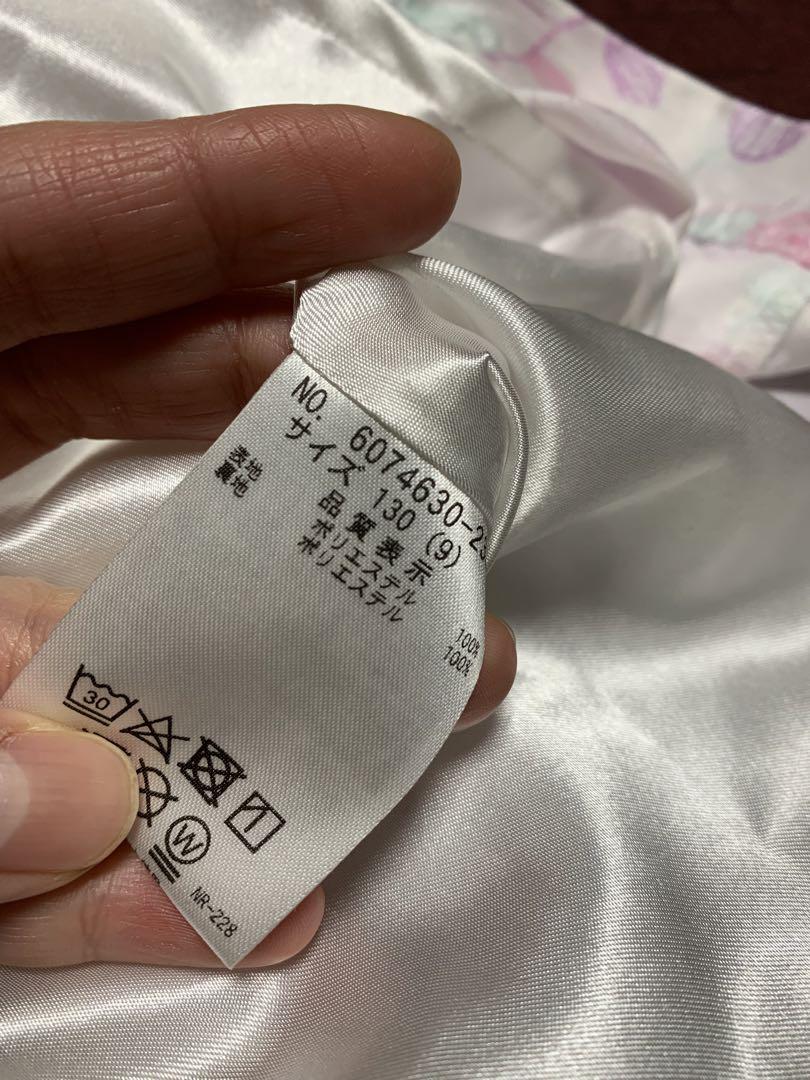 NO. 6074630-23
サイズ 130 (9)
品質表示
表地 ポリエステル 100%
裏地 ポリエステル 100%
30
W
NR-228